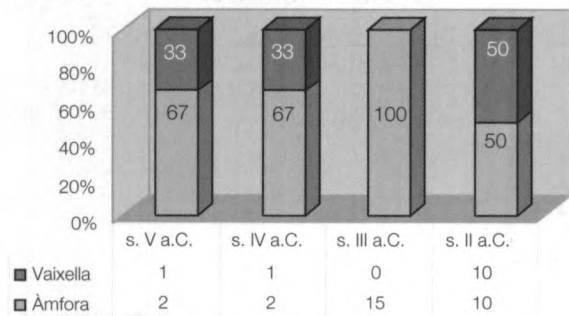 100%
80%
60%
40%
20%
0%
33 33 50
67 67 100 50
s. V a.C. s. IV a.C. s. III a.C. s. II a.C.
Vaixella 1 1 0 10
Àmfora 2 2 15 10